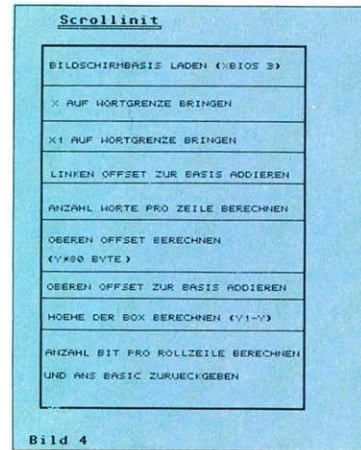 Scrollinit
BILDSCHIRMBASIS LADEN (XBIOS 3)
X AUF WORTGRENZE BRINGEN
X1 AUF WORTGRENZE BRINGEN
LINKEN OFFSET ZUR BASIS ADDIEREN
ANZAHL WORTE PRO ZEILE BERECHNEN
OBEREN OFFSET BERECHNEN
(Y*80 BYTE)
OBEREN OFFSET ZUR BASIS ADDIEREN
HOEHE DER BOX BERECHNEN (Y1-Y)
ANZAHL BIT PRO ROLLZEILE BERECHNEN
UND ANS BASIC ZURUECKGEBEN
Bild 4